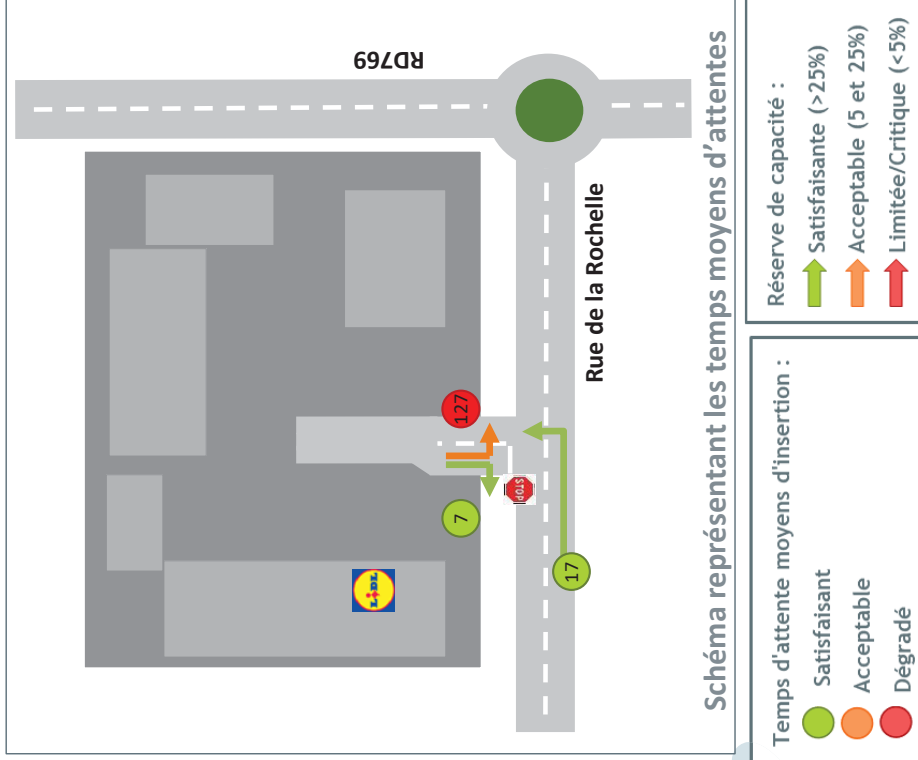 RD769
Rue de la Rochelle
127
7
17
STOP
LiDL
Schéma représentant les temps moyens d'attentes
Temps d'attente moyens d'insertion :
Satisfaisant
Acceptable
Dégradé
Réserve de capacité :
Satisfaisante (>25%)
Acceptable (5 et 25%)
Limitée/Critique (<5%)